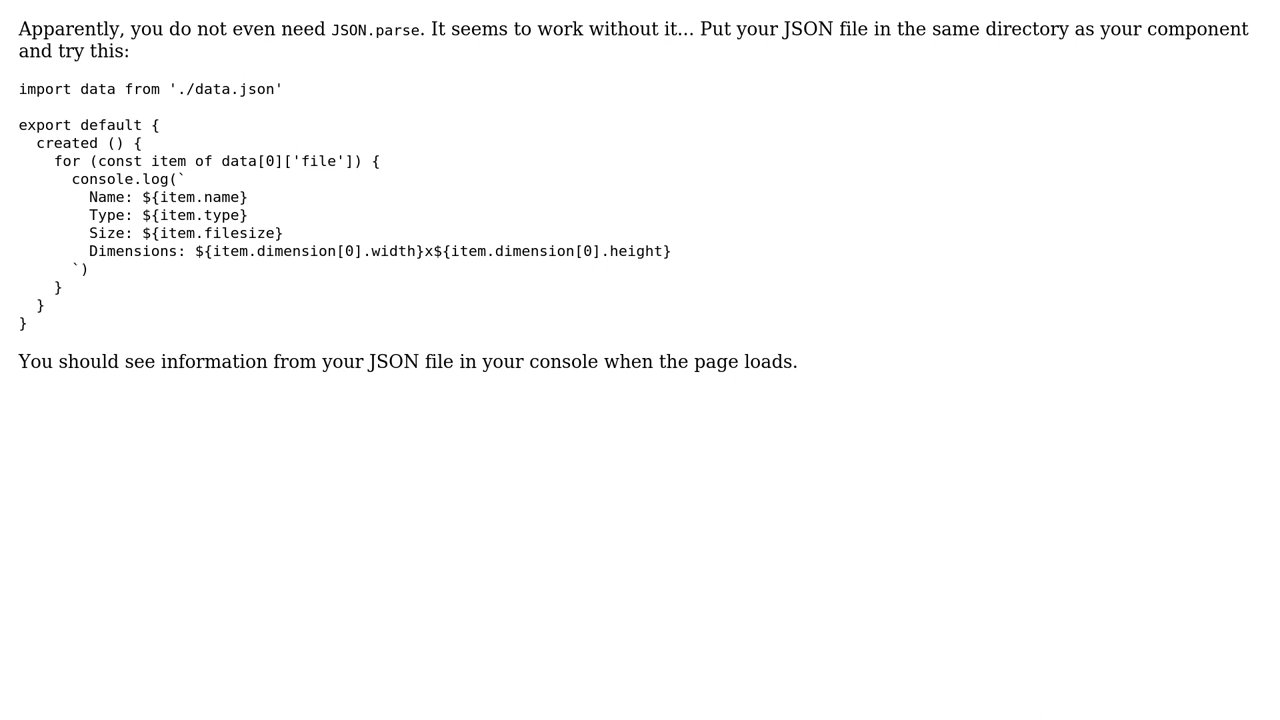 Apparently, you do not even need JSON.parse. It seems to work without it... Put your JSON file in the same directory as your component
and try this:
import data from './data.json'
export default {
  created () {
    for (const item of data[0]['file']) {
      console.log(`
        Name: ${item.name}
        Type: ${item.type}
        Size: ${item.filesize}
        Dimensions: ${item.dimension[0].width}x${item.dimension[0].height}
      `)
    }
  }
}
You should see information from your JSON file in your console when the page loads.